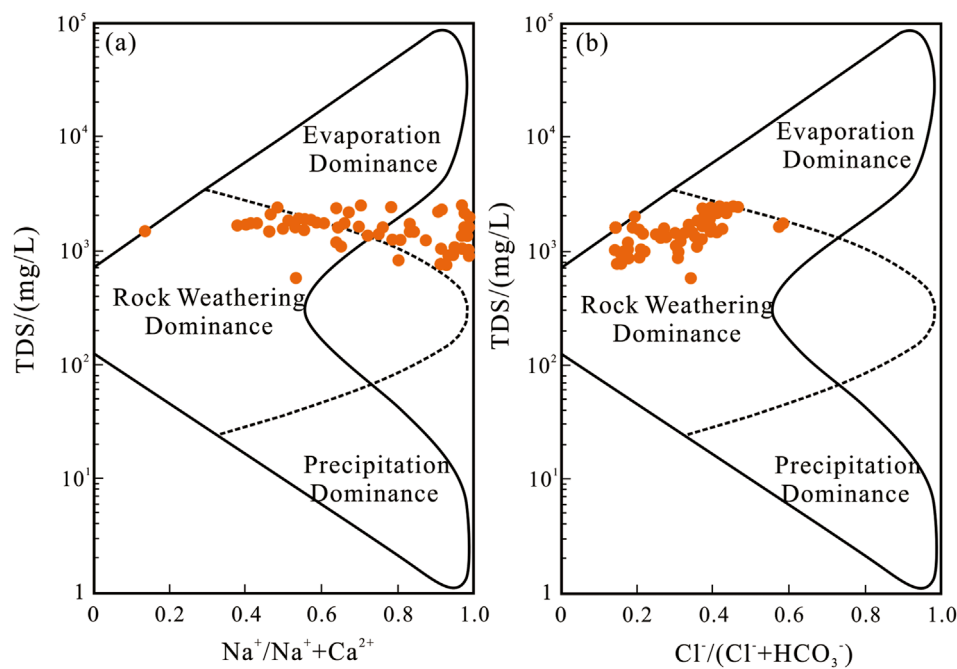 (a)
10⁵
10⁴
10³
10²
10¹
1
TDS/(mg/L)
Evaporation
Dominance
Rock Weathering
Dominance
Precipitation
Dominance
0
0.2
0.4
0.6
0.8
1.0
Na⁺/Na⁺+Ca²⁺
(b)
10⁵
10⁴
10³
10²
10¹
1
TDS/(mg/L)
Evaporation
Dominance
Rock Weathering
Dominance
Precipitation
Dominance
0
0.2
0.4
0.6
0.8
1.0
Cl⁻/(Cl⁻+HCO₃⁻)